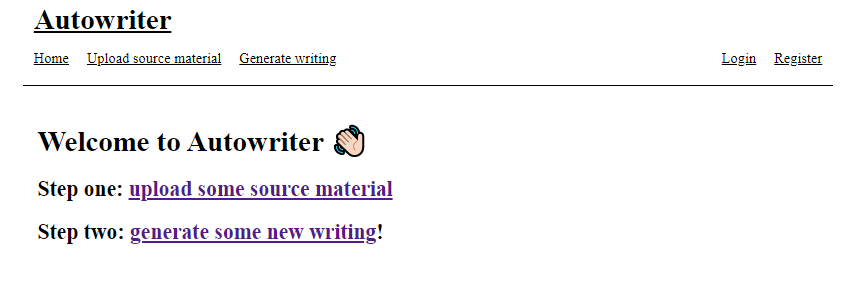 Autowriter
Home Upload source material Generate writing Login Register
Welcome to Autowriter 👋🏻
Step one: upload some source material
Step two: generate some new writing!